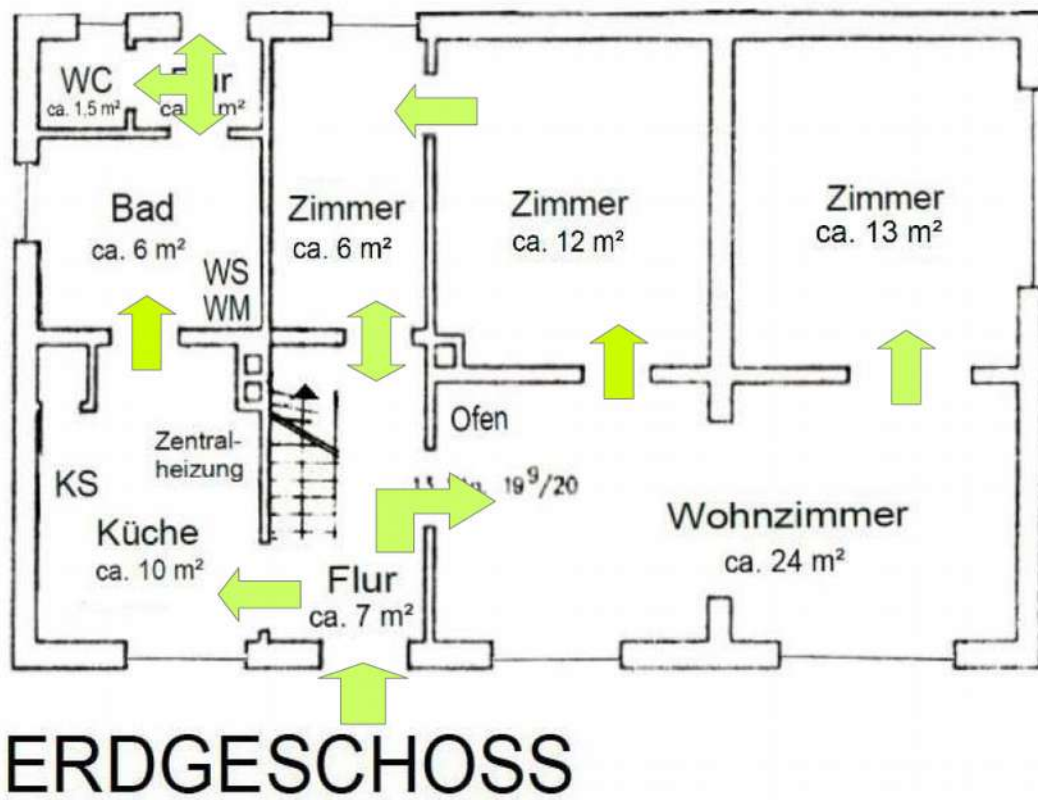 WC
ca. 1,5 m²
ca. m²
Bad
ca. 6 m²
WS
WM
Zimmer
ca. 6 m²
Zimmer
ca. 12 m²
Zimmer
ca. 13 m²
Ofen
Zentral-
heizung
KS
19⁹/20
Küche
ca. 10 m²
Flur
ca. 7 m²
Wohnzimmer
ca. 24 m²
ERDGESCHOSS